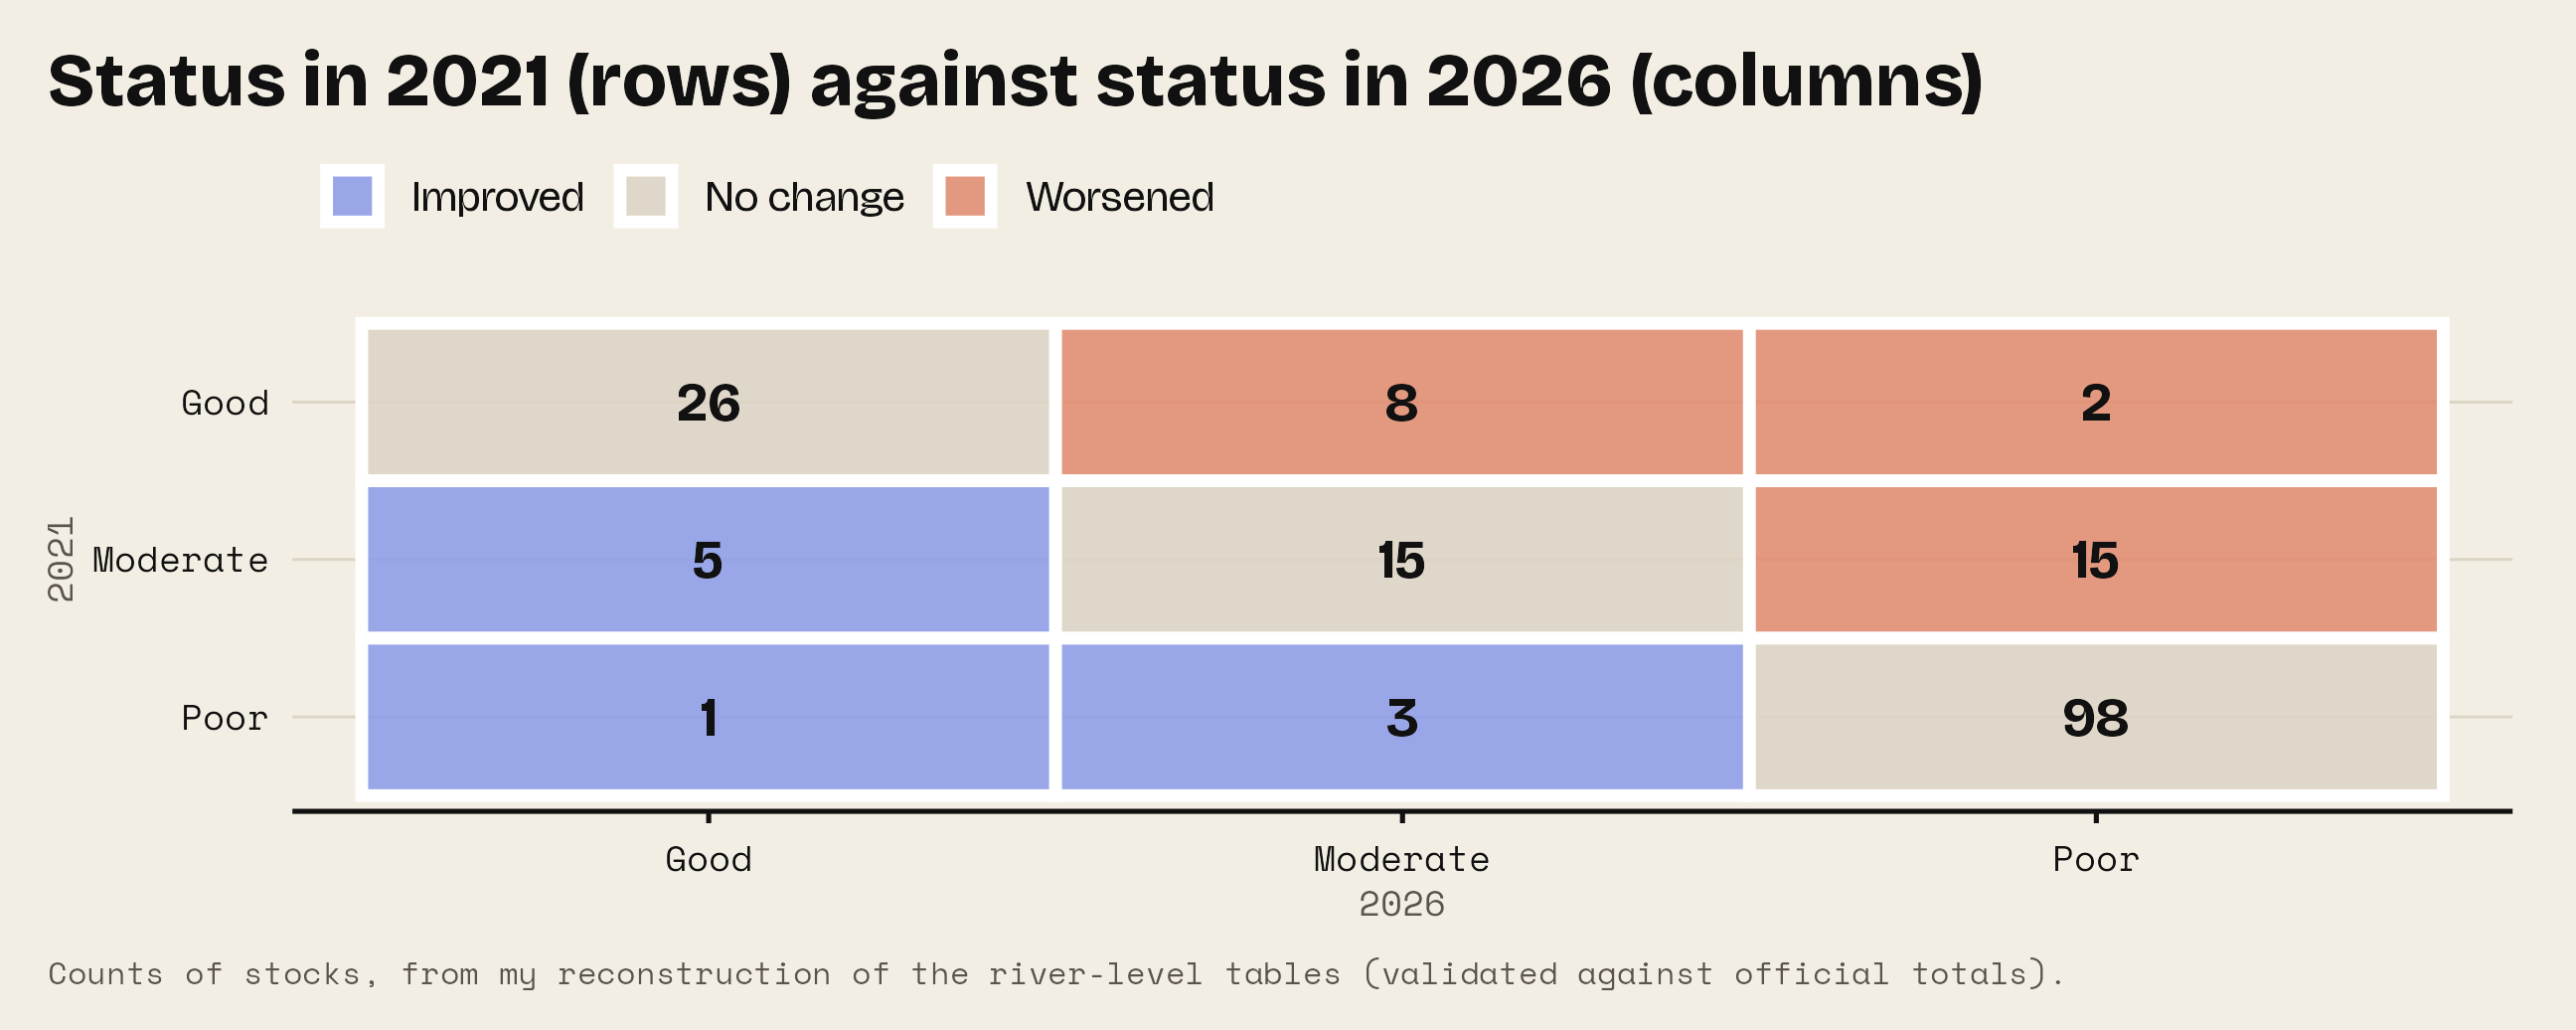 Status in 2021 (rows) against status in 2026 (columns)
Improved No change Worsened
Good 26 8 2
2021
Moderate 5 15 15
Poor 1 3 98
Good Moderate Poor
2026
Counts of stocks, from my reconstruction of the river-level tables (validated against official totals).